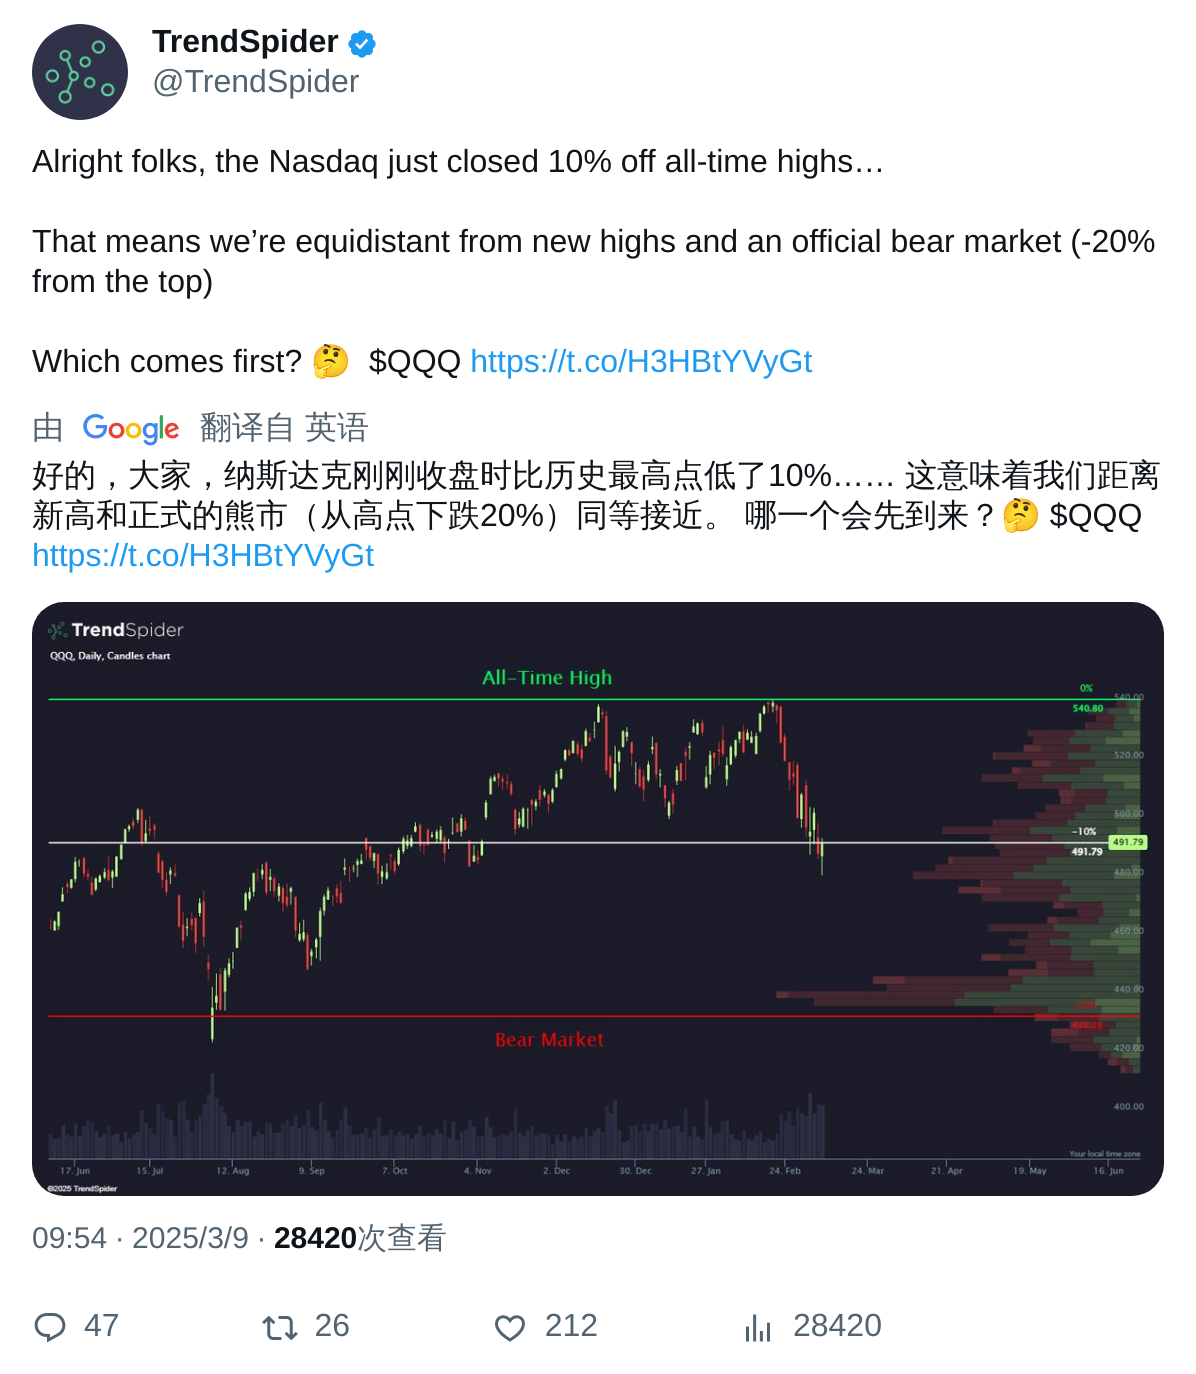 TrendSpider
@TrendSpider
Alright folks, the Nasdaq just closed 10% off all-time highs…
That means we’re equidistant from new highs and an official bear market (-20%
from the top)
Which comes first? 🤔 $QQQ https://t.co/H3HBtYVyGt
由 Google 翻译自 英语
好的，大家，纳斯达克刚刚收盘时比历史最高点低了10%…… 这意味着我们距离
新高和正式的熊市（从高点下跌20%）同等接近。 哪一个会先到来？🤔 $QQQ
https://t.co/H3HBtYVyGt
TrendSpider
QQQ, Daily, Candles chart
All-Time High
0%
540.00
540.80
520.00
500.00
-10%
491.79
491.79
480.00
460.00
440.00
432.29
Bear Market
420.00
400.00
Your local time zone
17. Jun 15. Jul 12. Aug 9. Sep 7. Oct 4. Nov 2. Dec 30. Dec 27. Jan 24. Feb 24. Mar 21. Apr 19. May 16. Jun
©2025 TrendSpider
09:54 · 2025/3/9 · 28420次查看
47 26 212 28420